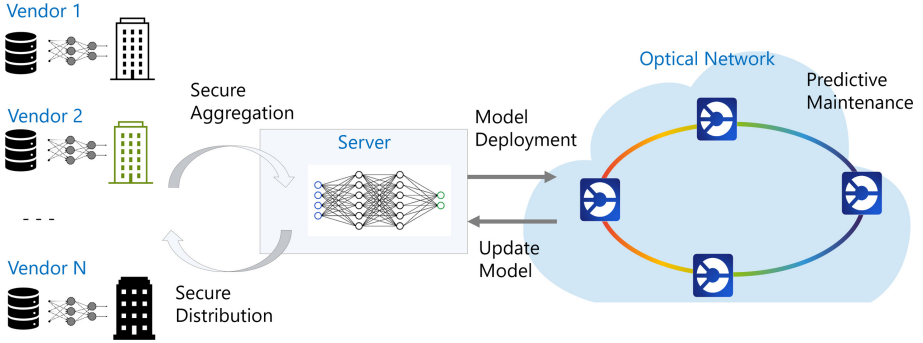 Vendor 1
Vendor 2
- - -
Vendor N
Secure
Aggregation
Secure
Distribution
Server
Model
Deployment
Update
Model
Optical Network
Predictive
Maintenance